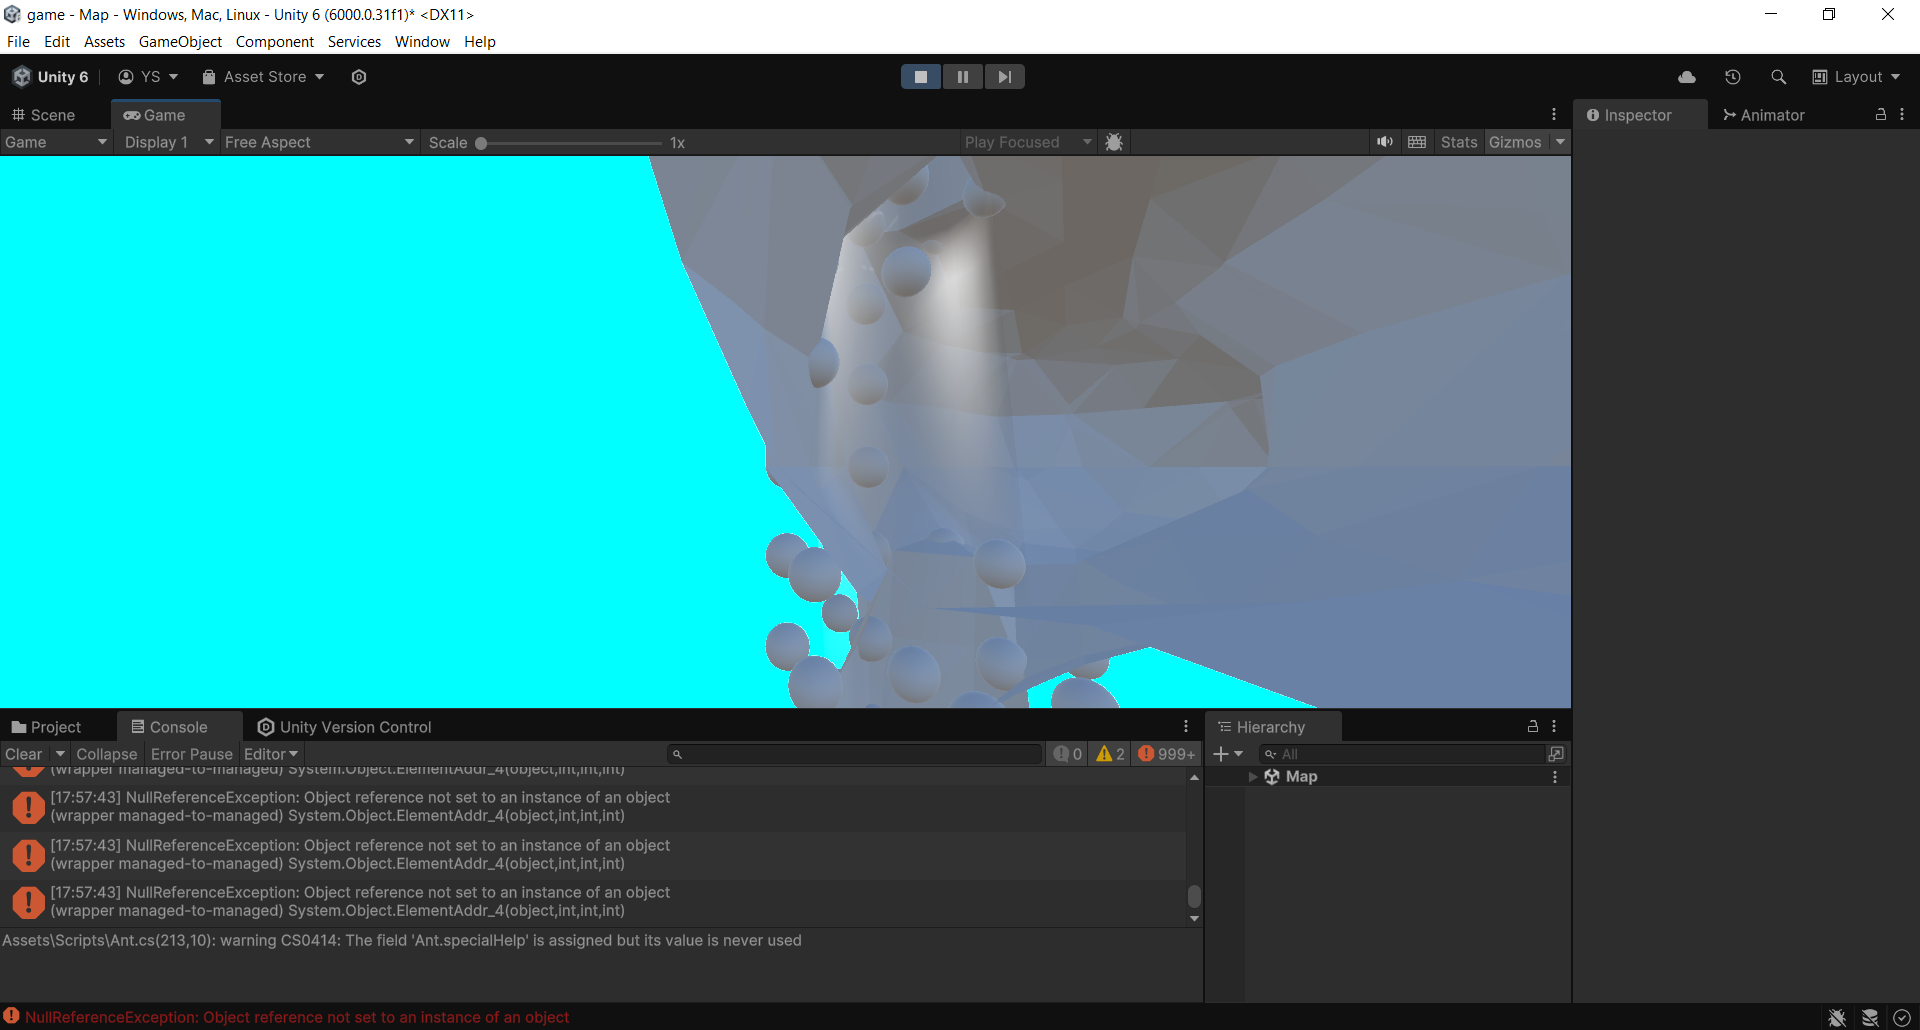 game - Map - Windows, Mac, Linux - Unity 6 (6000.0.31f1)* <DX11>
File Edit Assets GameObject Component Services Window Help
Unity 6 YS Asset Store Layout
Scene Game Inspector Animator
Game Display 1 Free Aspect Scale 1x Play Focused Stats Gizmos
Project Console Unity Version Control Hierarchy
Clear Collapse Error Pause Editor 0 2 999+ All
(wrapper managed-to-managed) System.Object.ElementAddr_4(object,int,int,int)
Map
[17:57:43] NullReferenceException: Object reference not set to an instance of an object
(wrapper managed-to-managed) System.Object.ElementAddr_4(object,int,int,int)
[17:57:43] NullReferenceException: Object reference not set to an instance of an object
(wrapper managed-to-managed) System.Object.ElementAddr_4(object,int,int,int)
[17:57:43] NullReferenceException: Object reference not set to an instance of an object
(wrapper managed-to-managed) System.Object.ElementAddr_4(object,int,int,int)
Assets\Scripts\Ant.cs(213,10): warning CS0414: The field 'Ant.specialHelp' is assigned but its value is never used
NullReferenceException: Object reference not set to an instance of an object